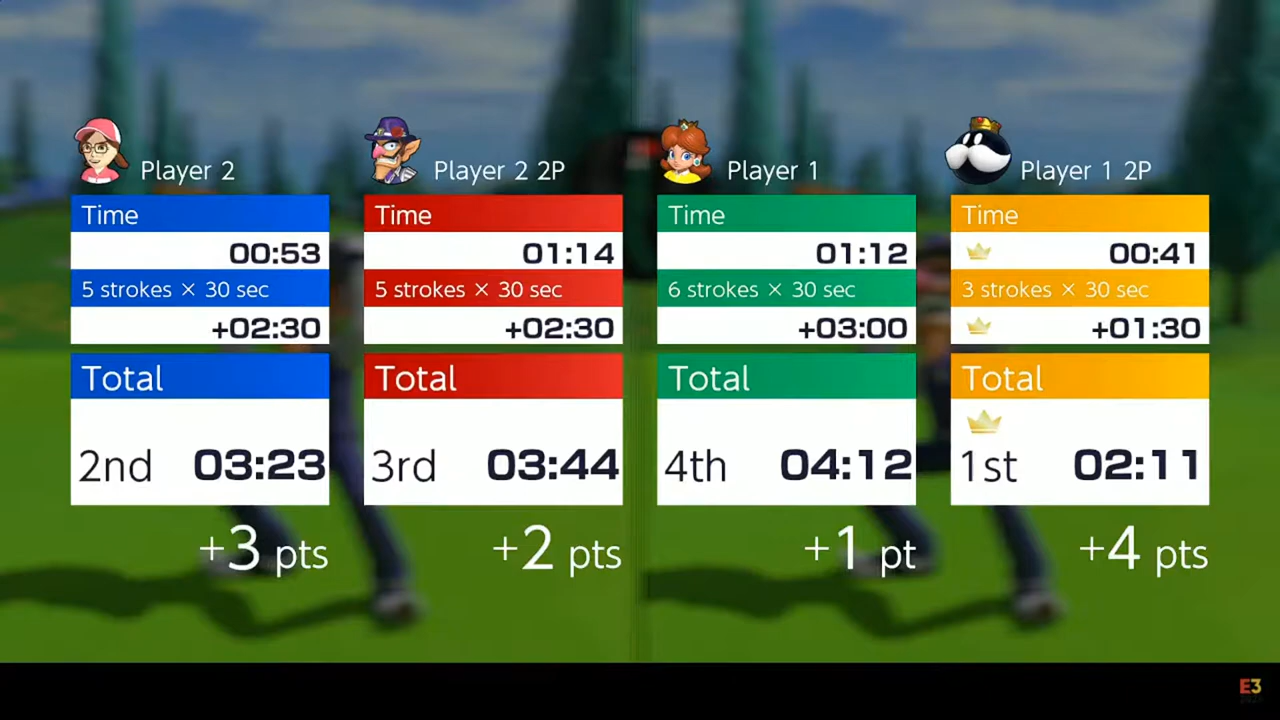 Player 2
Time
00:53
5 strokes × 30 sec
+02:30
Total
2nd 03:23
+3 pts
Player 2 2P
Time
01:14
5 strokes × 30 sec
+02:30
Total
3rd 03:44
+2 pts
Player 1
Time
01:12
6 strokes × 30 sec
+03:00
Total
4th 04:12
+1 pt
Player 1 2P
Time
00:41
3 strokes × 30 sec
+01:30
Total
1st 02:11
+4 pts
E3